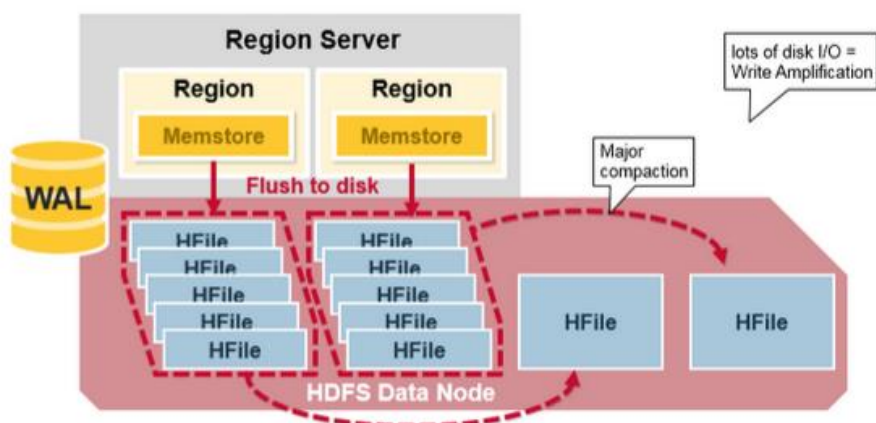 Region Server
lots of disk I/O =
Write Amplification
Region
Region
Memstore
Memstore
WAL
Flush to disk
Major
compaction
HFile
HFile
HFile
HFile
HFile
HFile
HFile
HFile
HFile
HFile
HFile
HFile
HDFS Data Node